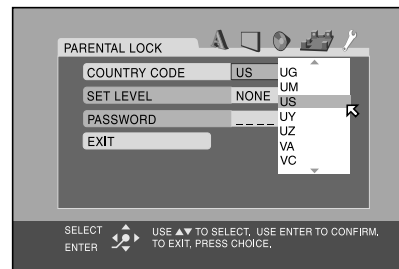 PARENTAL LOCK
COUNTRY CODE US
SET LEVEL NONE
PASSWORD _ _ _ _
EXIT
UG
UM
US
UY
UZ
VA
VC
SELECT
ENTER
USE ▲▼ TO SELECT, USE ENTER TO CONFIRM.
TO EXIT, PRESS CHOICE.